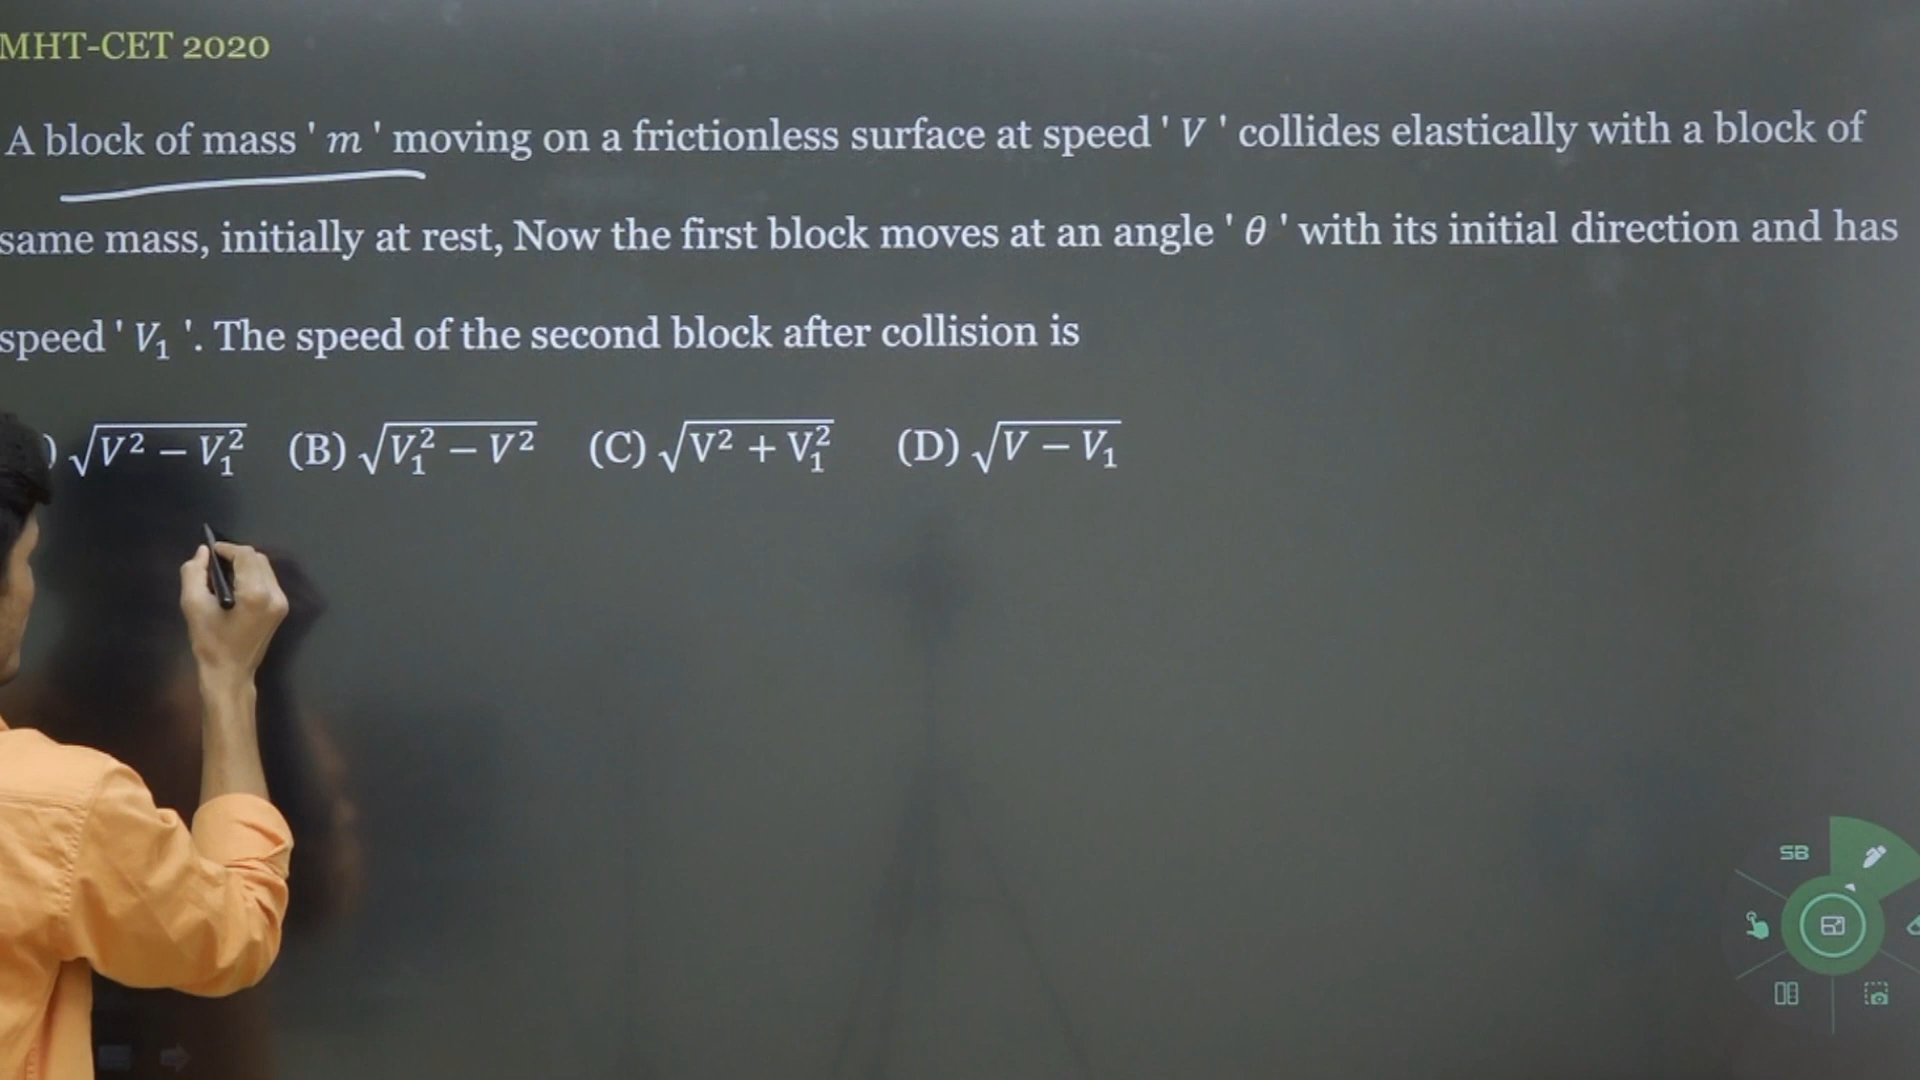 MHT-CET 2020
A block of mass ' m ' moving on a frictionless surface at speed ' V ' collides elastically with a block of
same mass, initially at rest, Now the first block moves at an angle ' θ ' with its initial direction and has
speed ' V₁ '. The speed of the second block after collision is
) √(V² – V₁²) (B) √(V₁² – V²) (C) √(V² + V₁²) (D) √(V – V₁)
SB